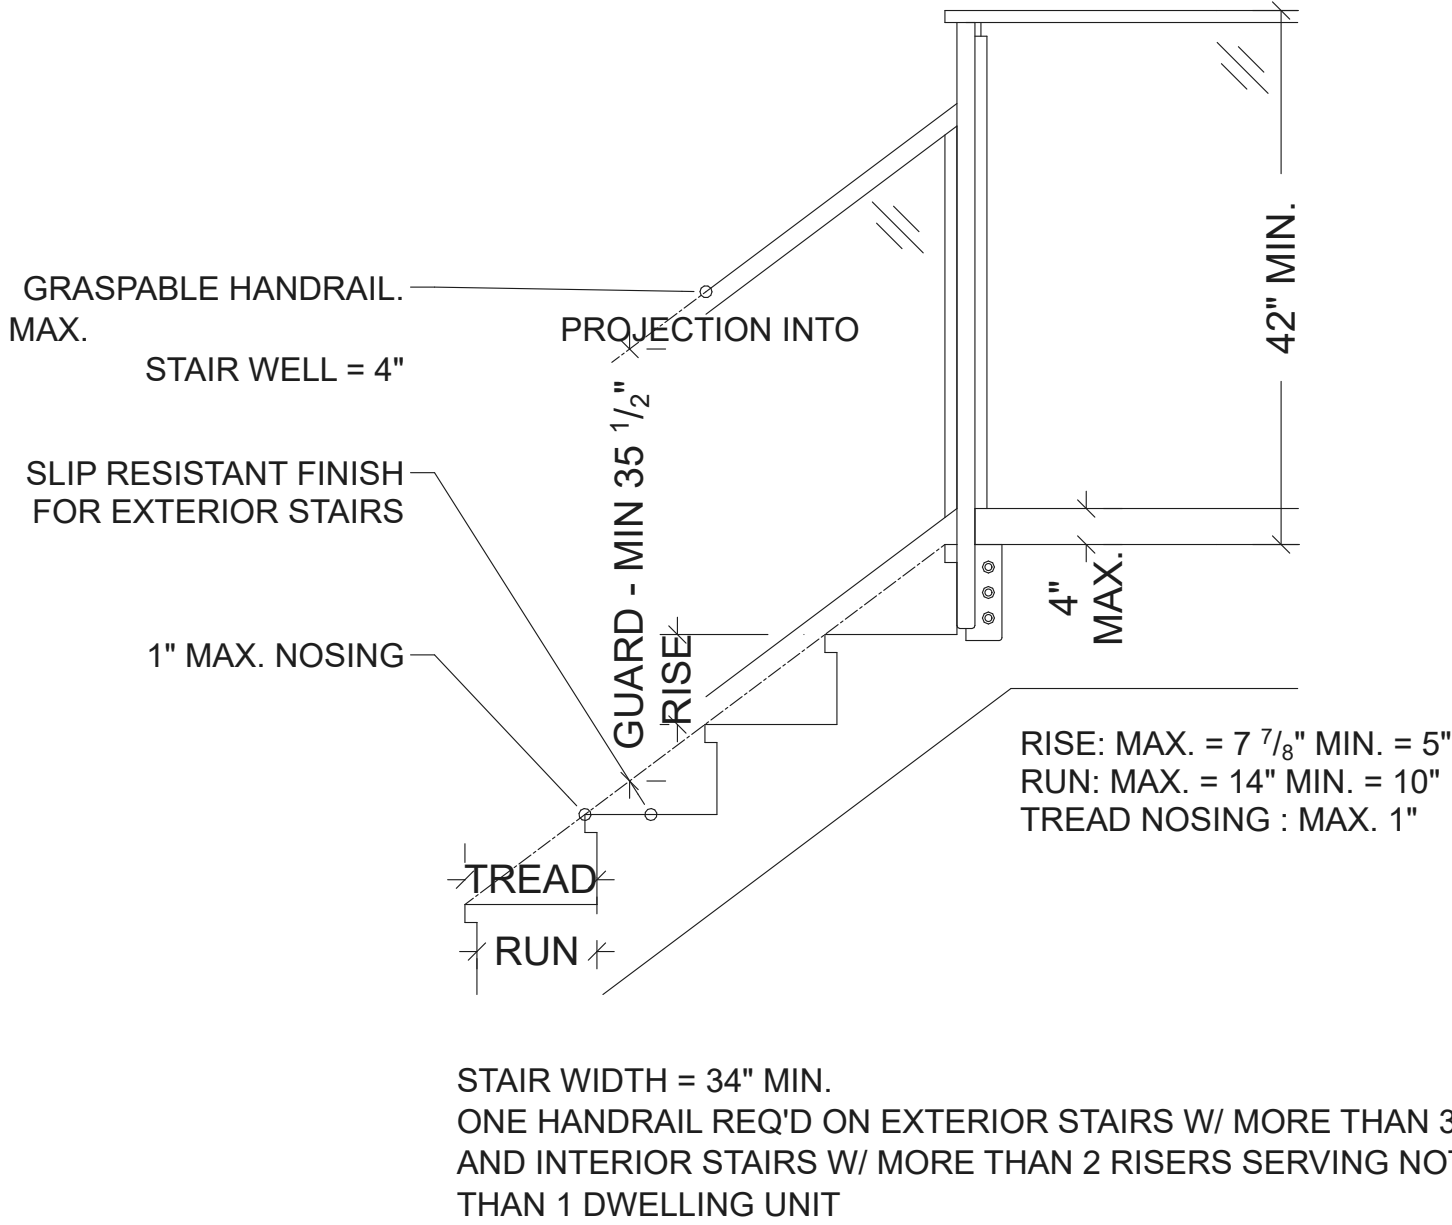 GRASPABLE HANDRAIL.
MAX. PROJECTION INTO
STAIR WELL = 4"
SLIP RESISTANT FINISH
FOR EXTERIOR STAIRS
1" MAX. NOSING
GUARD - MIN 35 1/2"
RISE
TREAD
RUN
42" MIN.
4"
MAX.
RISE: MAX. = 7 7/8" MIN. = 5"
RUN: MAX. = 14" MIN. = 10"
TREAD NOSING : MAX. 1"
STAIR WIDTH = 34" MIN.
ONE HANDRAIL REQ'D ON EXTERIOR STAIRS W/ MORE THAN 3
AND INTERIOR STAIRS W/ MORE THAN 2 RISERS SERVING NOT
THAN 1 DWELLING UNIT